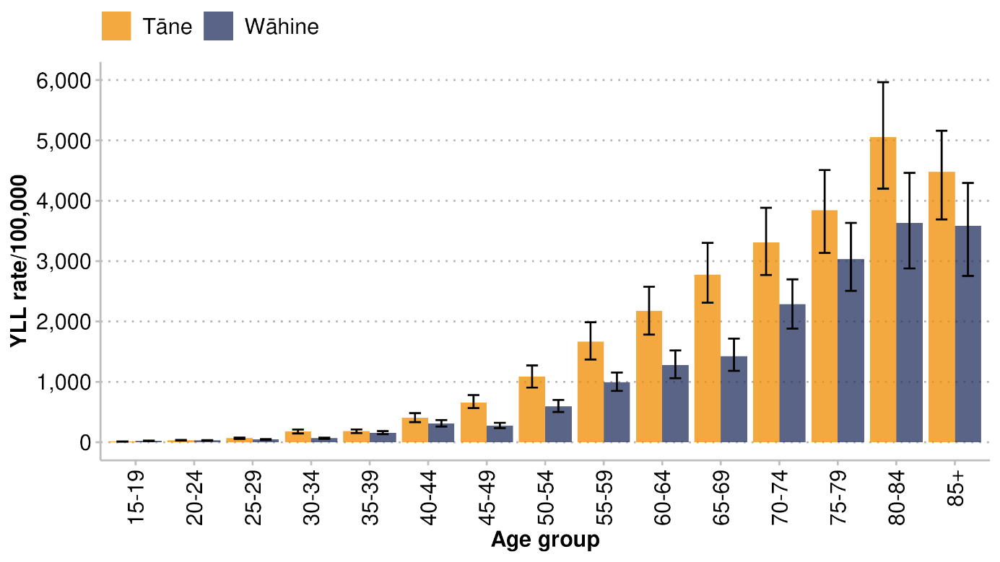 Tāne Wāhine
YLL rate/100,000
6,000
5,000
4,000
3,000
2,000
1,000
0
15-19 20-24 25-29 30-34 35-39 40-44 45-49 50-54 55-59 60-64 65-69 70-74 75-79 80-84 85+
Age group